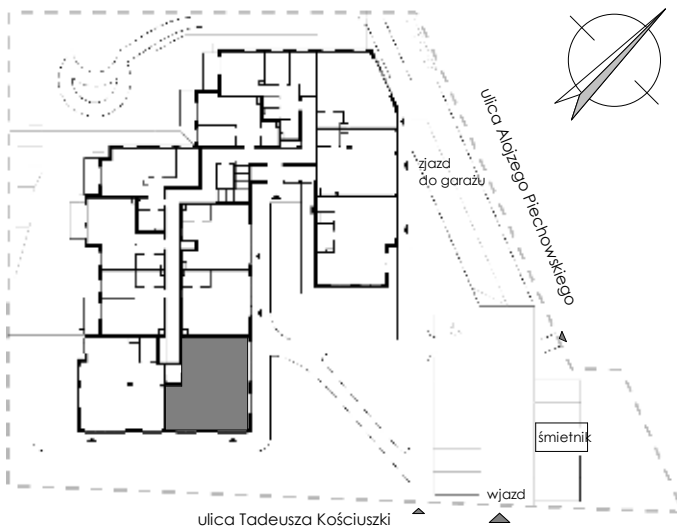 ulica Alojzego Piechowskiego
zjazd
do garażu
śmietnik
wjazd
ulica Tadeusza Kościuszki